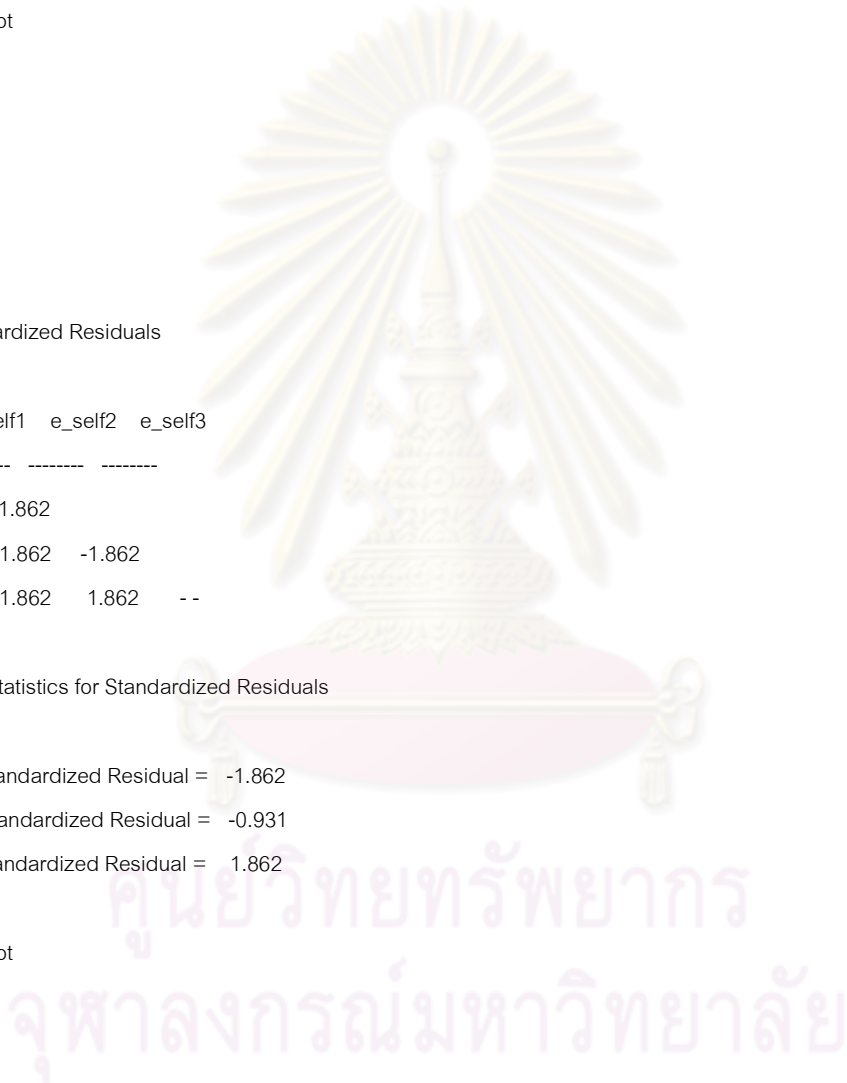 ot
ardized Residuals
elf1 e_self2 e_self3
-- -------- --------
1.862
1.862 -1.862
1.862 1.862 - -
tatistics for Standardized Residuals
andardized Residual = -1.862
andardized Residual = -0.931
andardized Residual = 1.862
ศูนย์วิทยทรัพยากร
ot
จุฬาลงกรณ์มหาวิทยาลัย